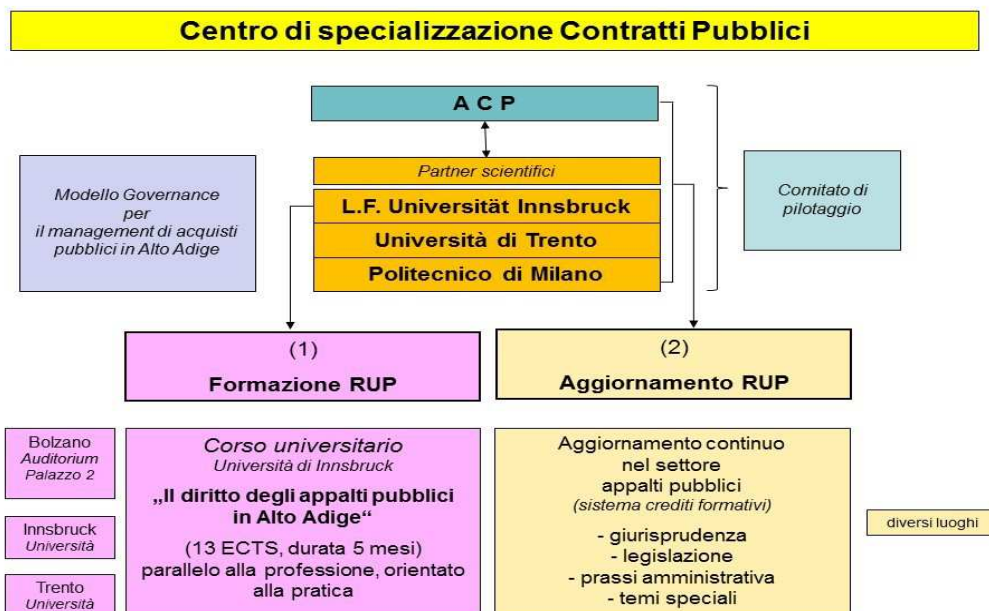 Centro di specializzazione Contratti Pubblici
A C P
Partner scientifici
L.F. Universität Innsbruck
Università di Trento
Politecnico di Milano
Modello Governance
per
il management di acquisti
pubblici in Alto Adige
Comitato di
pilotaggio
(1)
Formazione RUP
(2)
Aggiornamento RUP
Bolzano
Auditorium
Palazzo 2
Innsbruck
Università
Trento
Università
Corso universitario
Università di Innsbruck
„Il diritto degli appalti pubblici
in Alto Adige“
(13 ECTS, durata 5 mesi)
parallelo alla professione, orientato
alla pratica
Aggiornamento continuo
nel settore
appalti pubblici
(sistema crediti formativi)
- giurisprudenza
- legislazione
- prassi amministrativa
- temi speciali
diversi luoghi